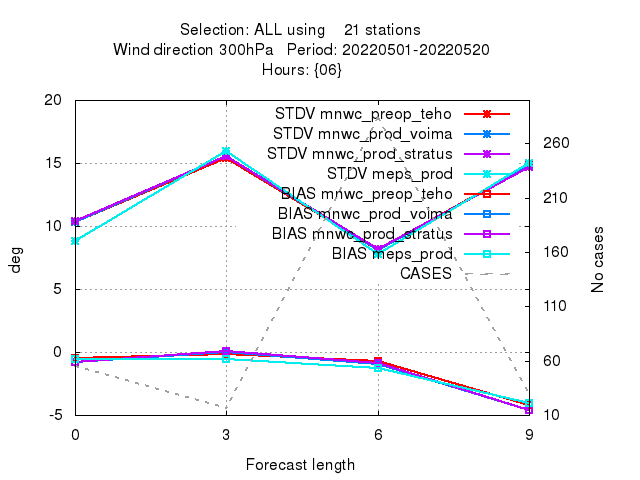 Selection: ALL using    21 stations
Wind direction 300hPa   Period: 20220501-20220520
Hours: {06}
STDV mnwc_preop_teho
STDV mnwc_prod_voima
STDV mnwc_prod_stratus
STDV meps_prod
BIAS mnwc_preop_teho
BIAS mnwc_prod_voima
BIAS mnwc_prod_stratus
BIAS meps_prod
CASES
20
15
10
5
0
-5
deg
260
210
160
110
60
10
No cases
0 3 6 9
Forecast length